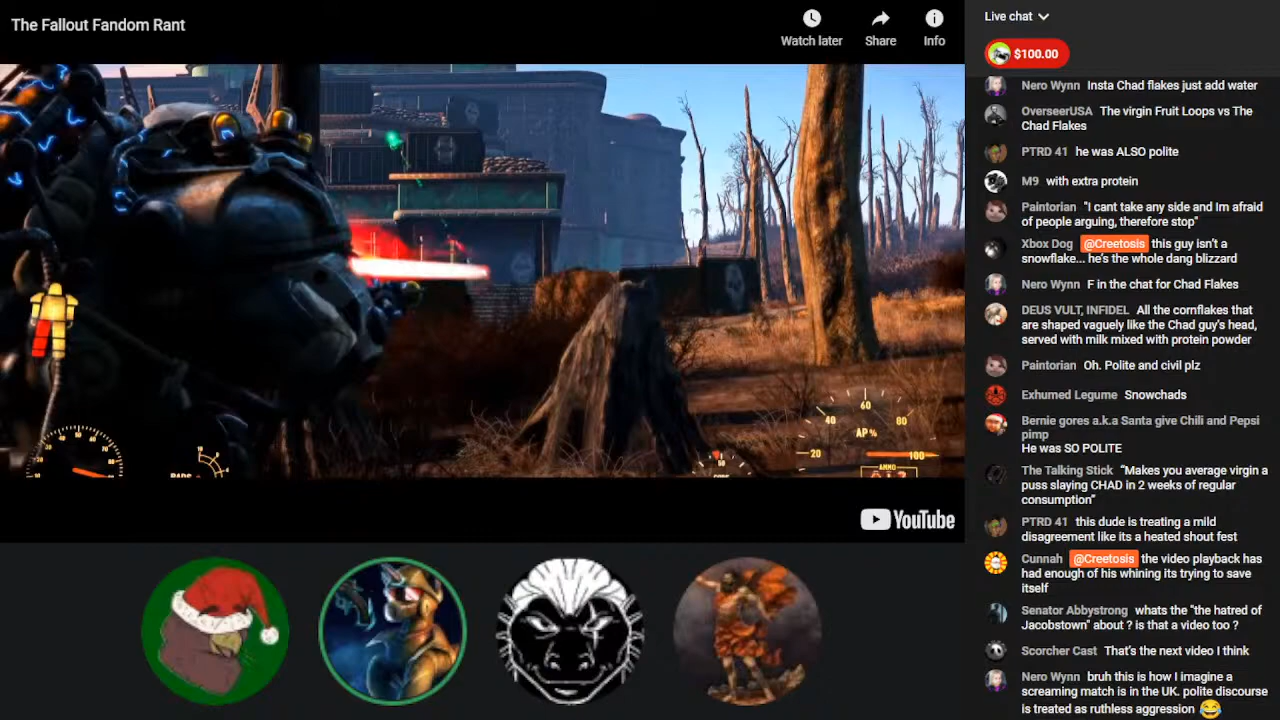 The Fallout Fandom Rant
Watch later
Share
Info
60
40
80
AP%
20
100
AMMO
RADS
YouTube
Live chat
$100.00
Nero Wynn Insta Chad flakes just add water
OverseerUSA The virgin Fruit Loops vs The
Chad Flakes
PTRD 41 he was ALSO polite
M9 with extra protein
Paintorian "I cant take any side and Im afraid
of people arguing, therefore stop"
Xbox Dog @Creetosis this guy isn't a
snowflake... he's the whole dang blizzard
Nero Wynn F in the chat for Chad Flakes
DEUS VULT, INFIDEL All the cornflakes that
are shaped vaguely like the Chad guy's head,
served with milk mixed with protein powder
Paintorian Oh. Polite and civil plz
Exhumed Legume Snowchads
Bernie gores a.k.a Santa give Chili and Pepsi
pimp
He was SO POLITE
The Talking Stick “Makes you average virgin a
puss slaying CHAD in 2 weeks of regular
consumption”
PTRD 41 this dude is treating a mild
disagreement like its a heated shout fest
Cunnah @Creetosis the video playback has
had enough of his whining its trying to save
itself
Senator Abbystrong whats the "the hatred of
Jacobstown" about ? is that a video too ?
Scorcher Cast That's the next video I think
Nero Wynn bruh this is how I imagine a
screaming match is in the UK. polite discourse
is treated as ruthless aggression 😂